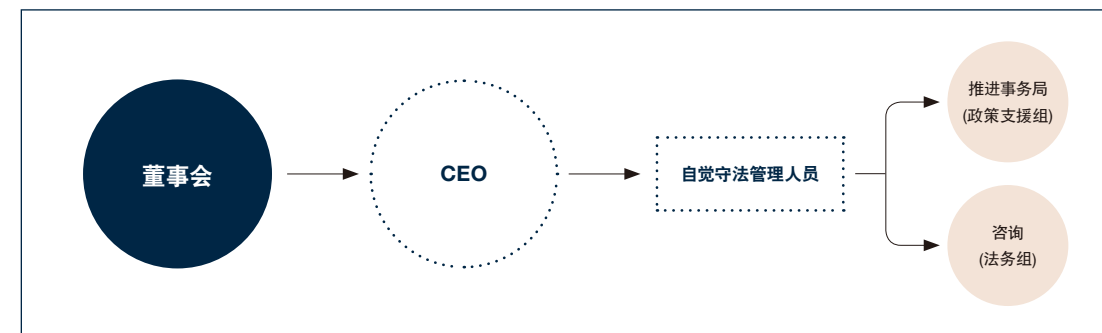 董事会
CEO
自觉守法管理人员
推进事务局
(政策支援组)
咨询
(法务组)